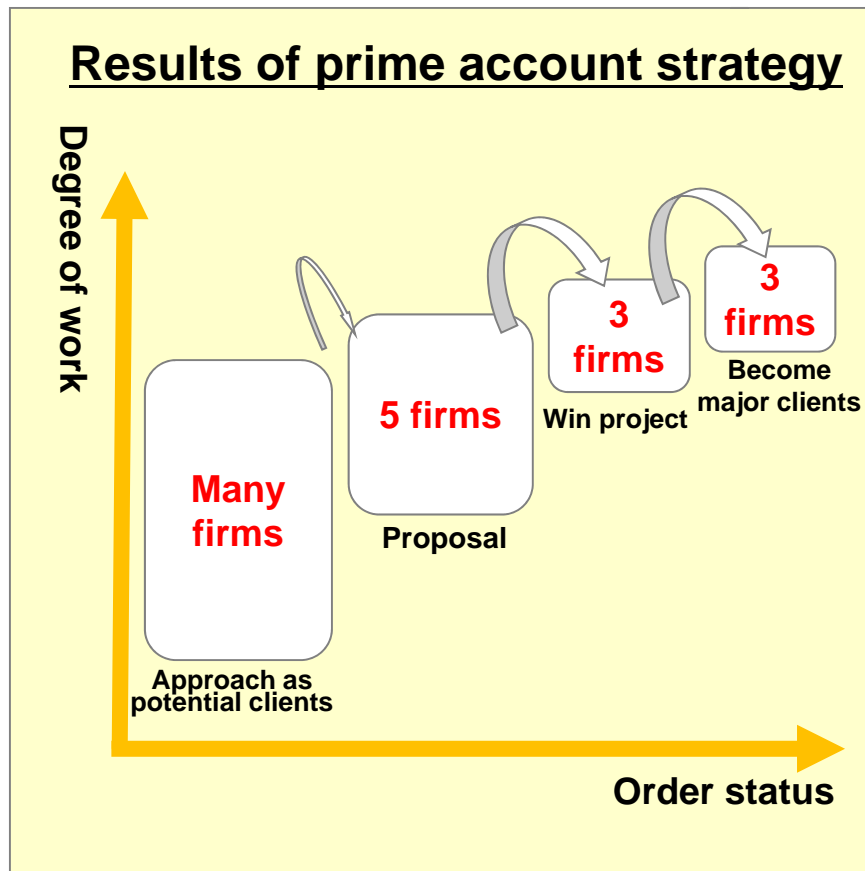 Results of prime account strategy
Degree of work
Many
firms
Approach as
potential clients
5 firms
Proposal
3
firms
Win project
3
firms
Become
major clients
Order status